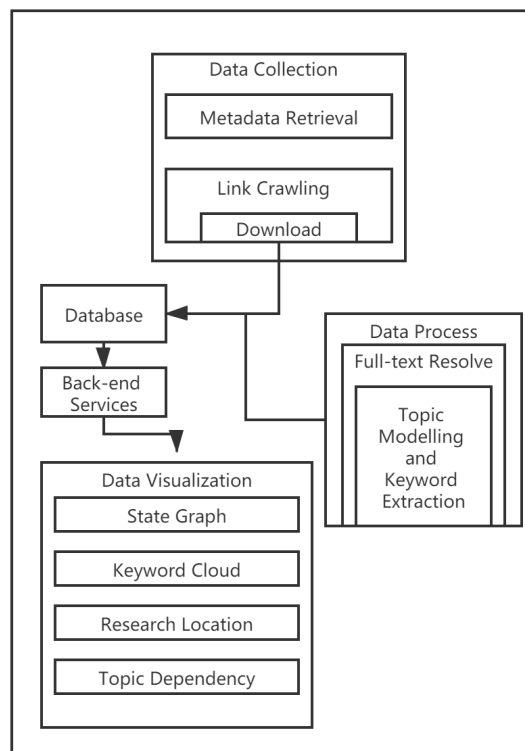 Data Collection
Metadata Retrieval
Link Crawling
Download
Database
Back-end
Services
Data Process
Full-text Resolve
Topic
Modelling
and
Keyword
Extraction
Data Visualization
State Graph
Keyword Cloud
Research Location
Topic Dependency